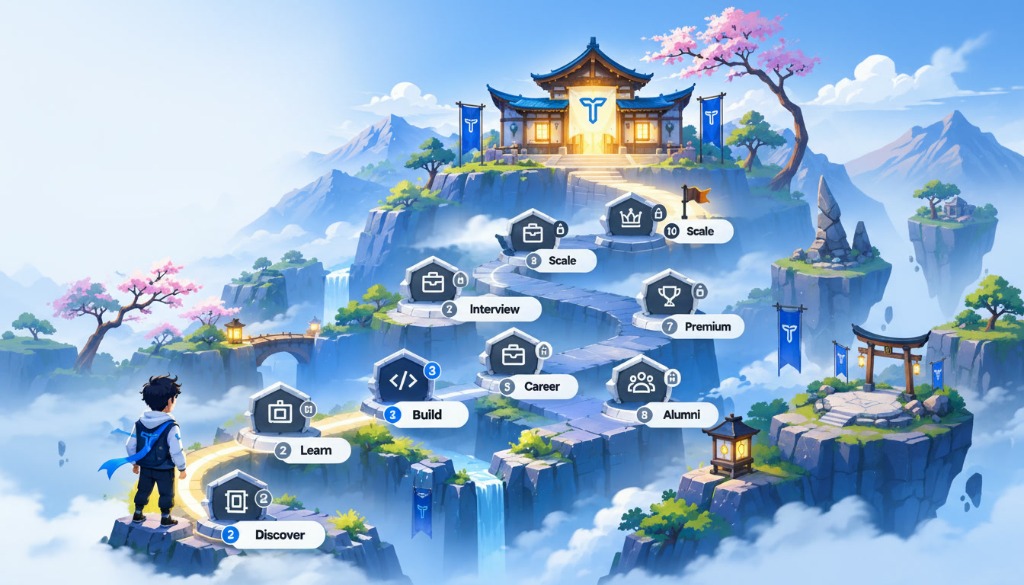 10 Scale
3 Scale
2 Interview
7 Premium
5 Career
3
3 Build
8 Alumni
2 Learn
2
2 Discover